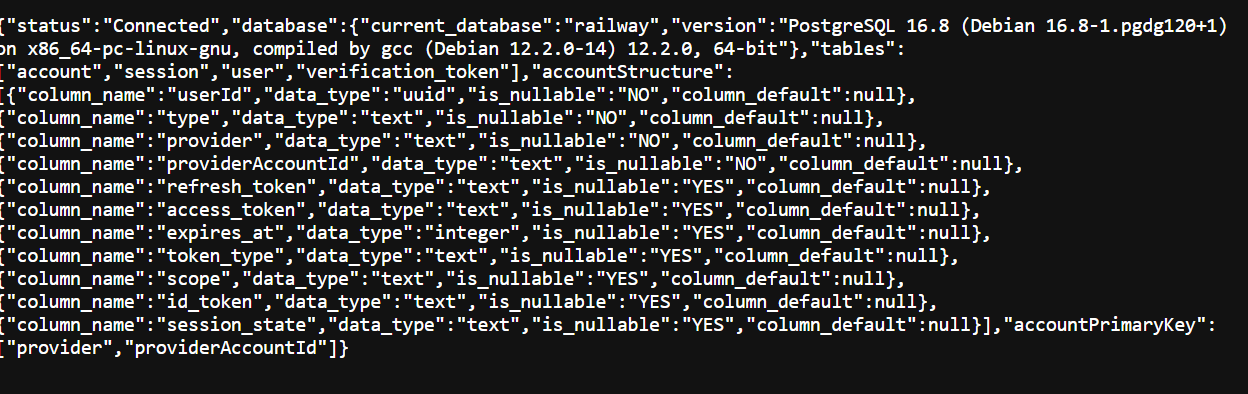 {"status":"Connected","database":{"current_database":"railway","version":"PostgreSQL 16.8 (Debian 16.8-1.pgdg120+1)
on x86_64-pc-linux-gnu, compiled by gcc (Debian 12.2.0-14) 12.2.0, 64-bit"},"tables":
["account","session","user","verification_token"],"accountStructure":
[{"column_name":"userId","data_type":"uuid","is_nullable":"NO","column_default":null},
{"column_name":"type","data_type":"text","is_nullable":"NO","column_default":null},
{"column_name":"provider","data_type":"text","is_nullable":"NO","column_default":null},
{"column_name":"providerAccountId","data_type":"text","is_nullable":"NO","column_default":null},
{"column_name":"refresh_token","data_type":"text","is_nullable":"YES","column_default":null},
{"column_name":"access_token","data_type":"text","is_nullable":"YES","column_default":null},
{"column_name":"expires_at","data_type":"integer","is_nullable":"YES","column_default":null},
{"column_name":"token_type","data_type":"text","is_nullable":"YES","column_default":null},
{"column_name":"scope","data_type":"text","is_nullable":"YES","column_default":null},
{"column_name":"id_token","data_type":"text","is_nullable":"YES","column_default":null},
{"column_name":"session_state","data_type":"text","is_nullable":"YES","column_default":null}],"accountPrimaryKey":
["provider","providerAccountId"]}